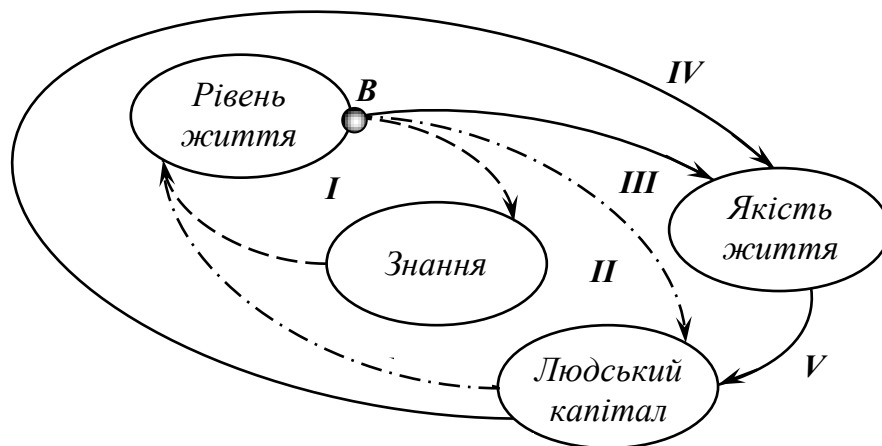 IV
Рівень
життя
B
I
III
Якість
життя
Знання
II
Людський
капітал
V